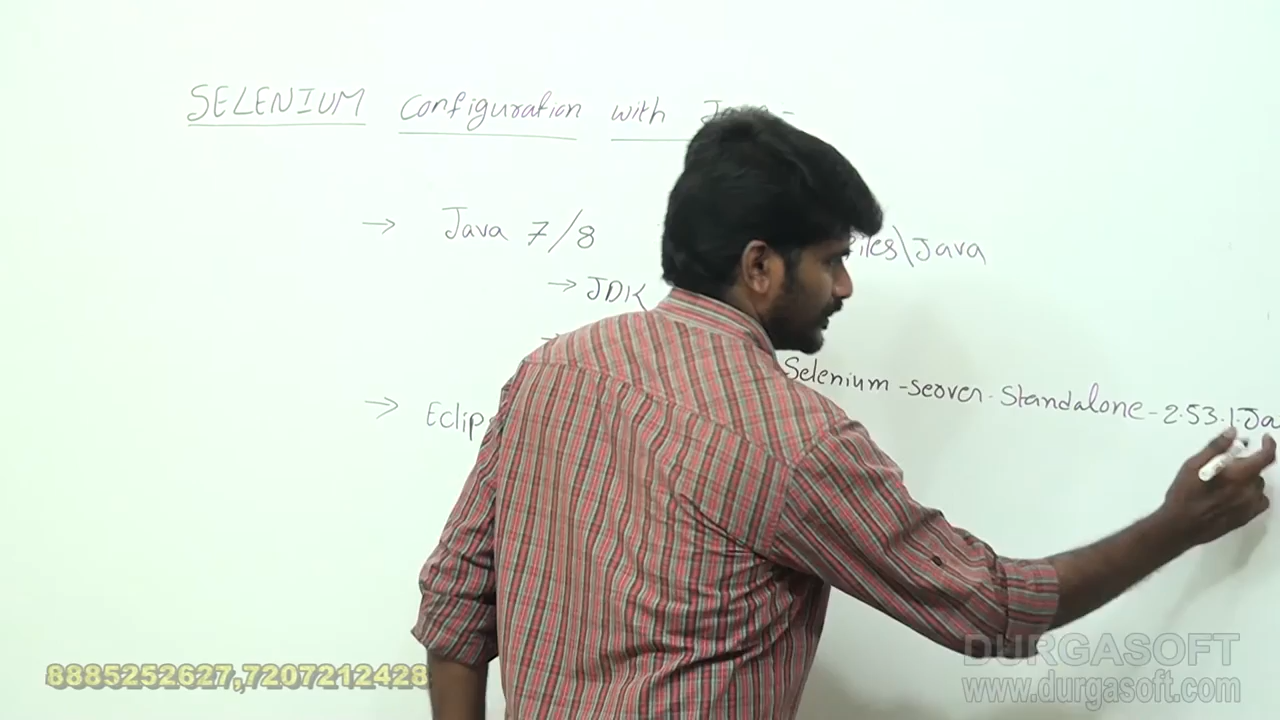 SELENIUM Configuration with
→ Java 7/8
iles\Java
→ JDK
Selenium-server-Standalone-2.53.1.Ja
→ Eclip
8885252627,7207212428
DURGASOFT
www.durgasoft.com